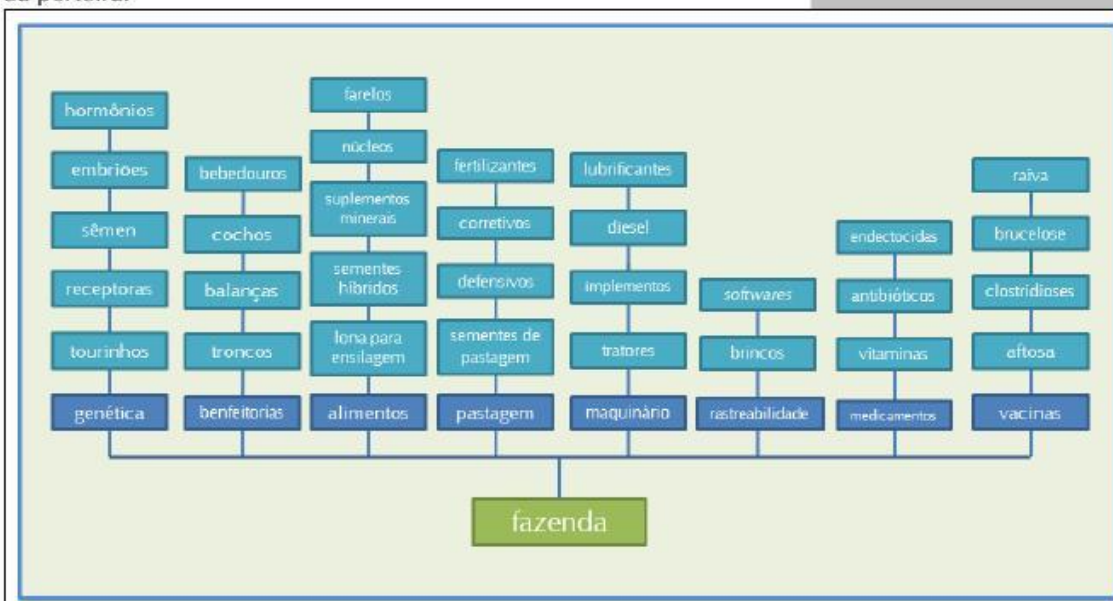 hormônios
embriões
sêmen
receptoras
tourinhos
genética
bebedouros
cochos
balanças
troncos
benfeitorias
farelos
núcleos
suplementos
minerais
sementes
híbridos
lona para
ensilagem
alimentos
fertilizantes
corretivos
defensivos
sementes de
pastagem
pastagem
lubrificantes
diesel
implementos
tratores
maquinário
softwares
brincos
rastreabilidade
endectocidas
antibióticos
vitaminas
medicamentos
raiva
brucelose
clostridioses
aftosa
vacinas
fazenda